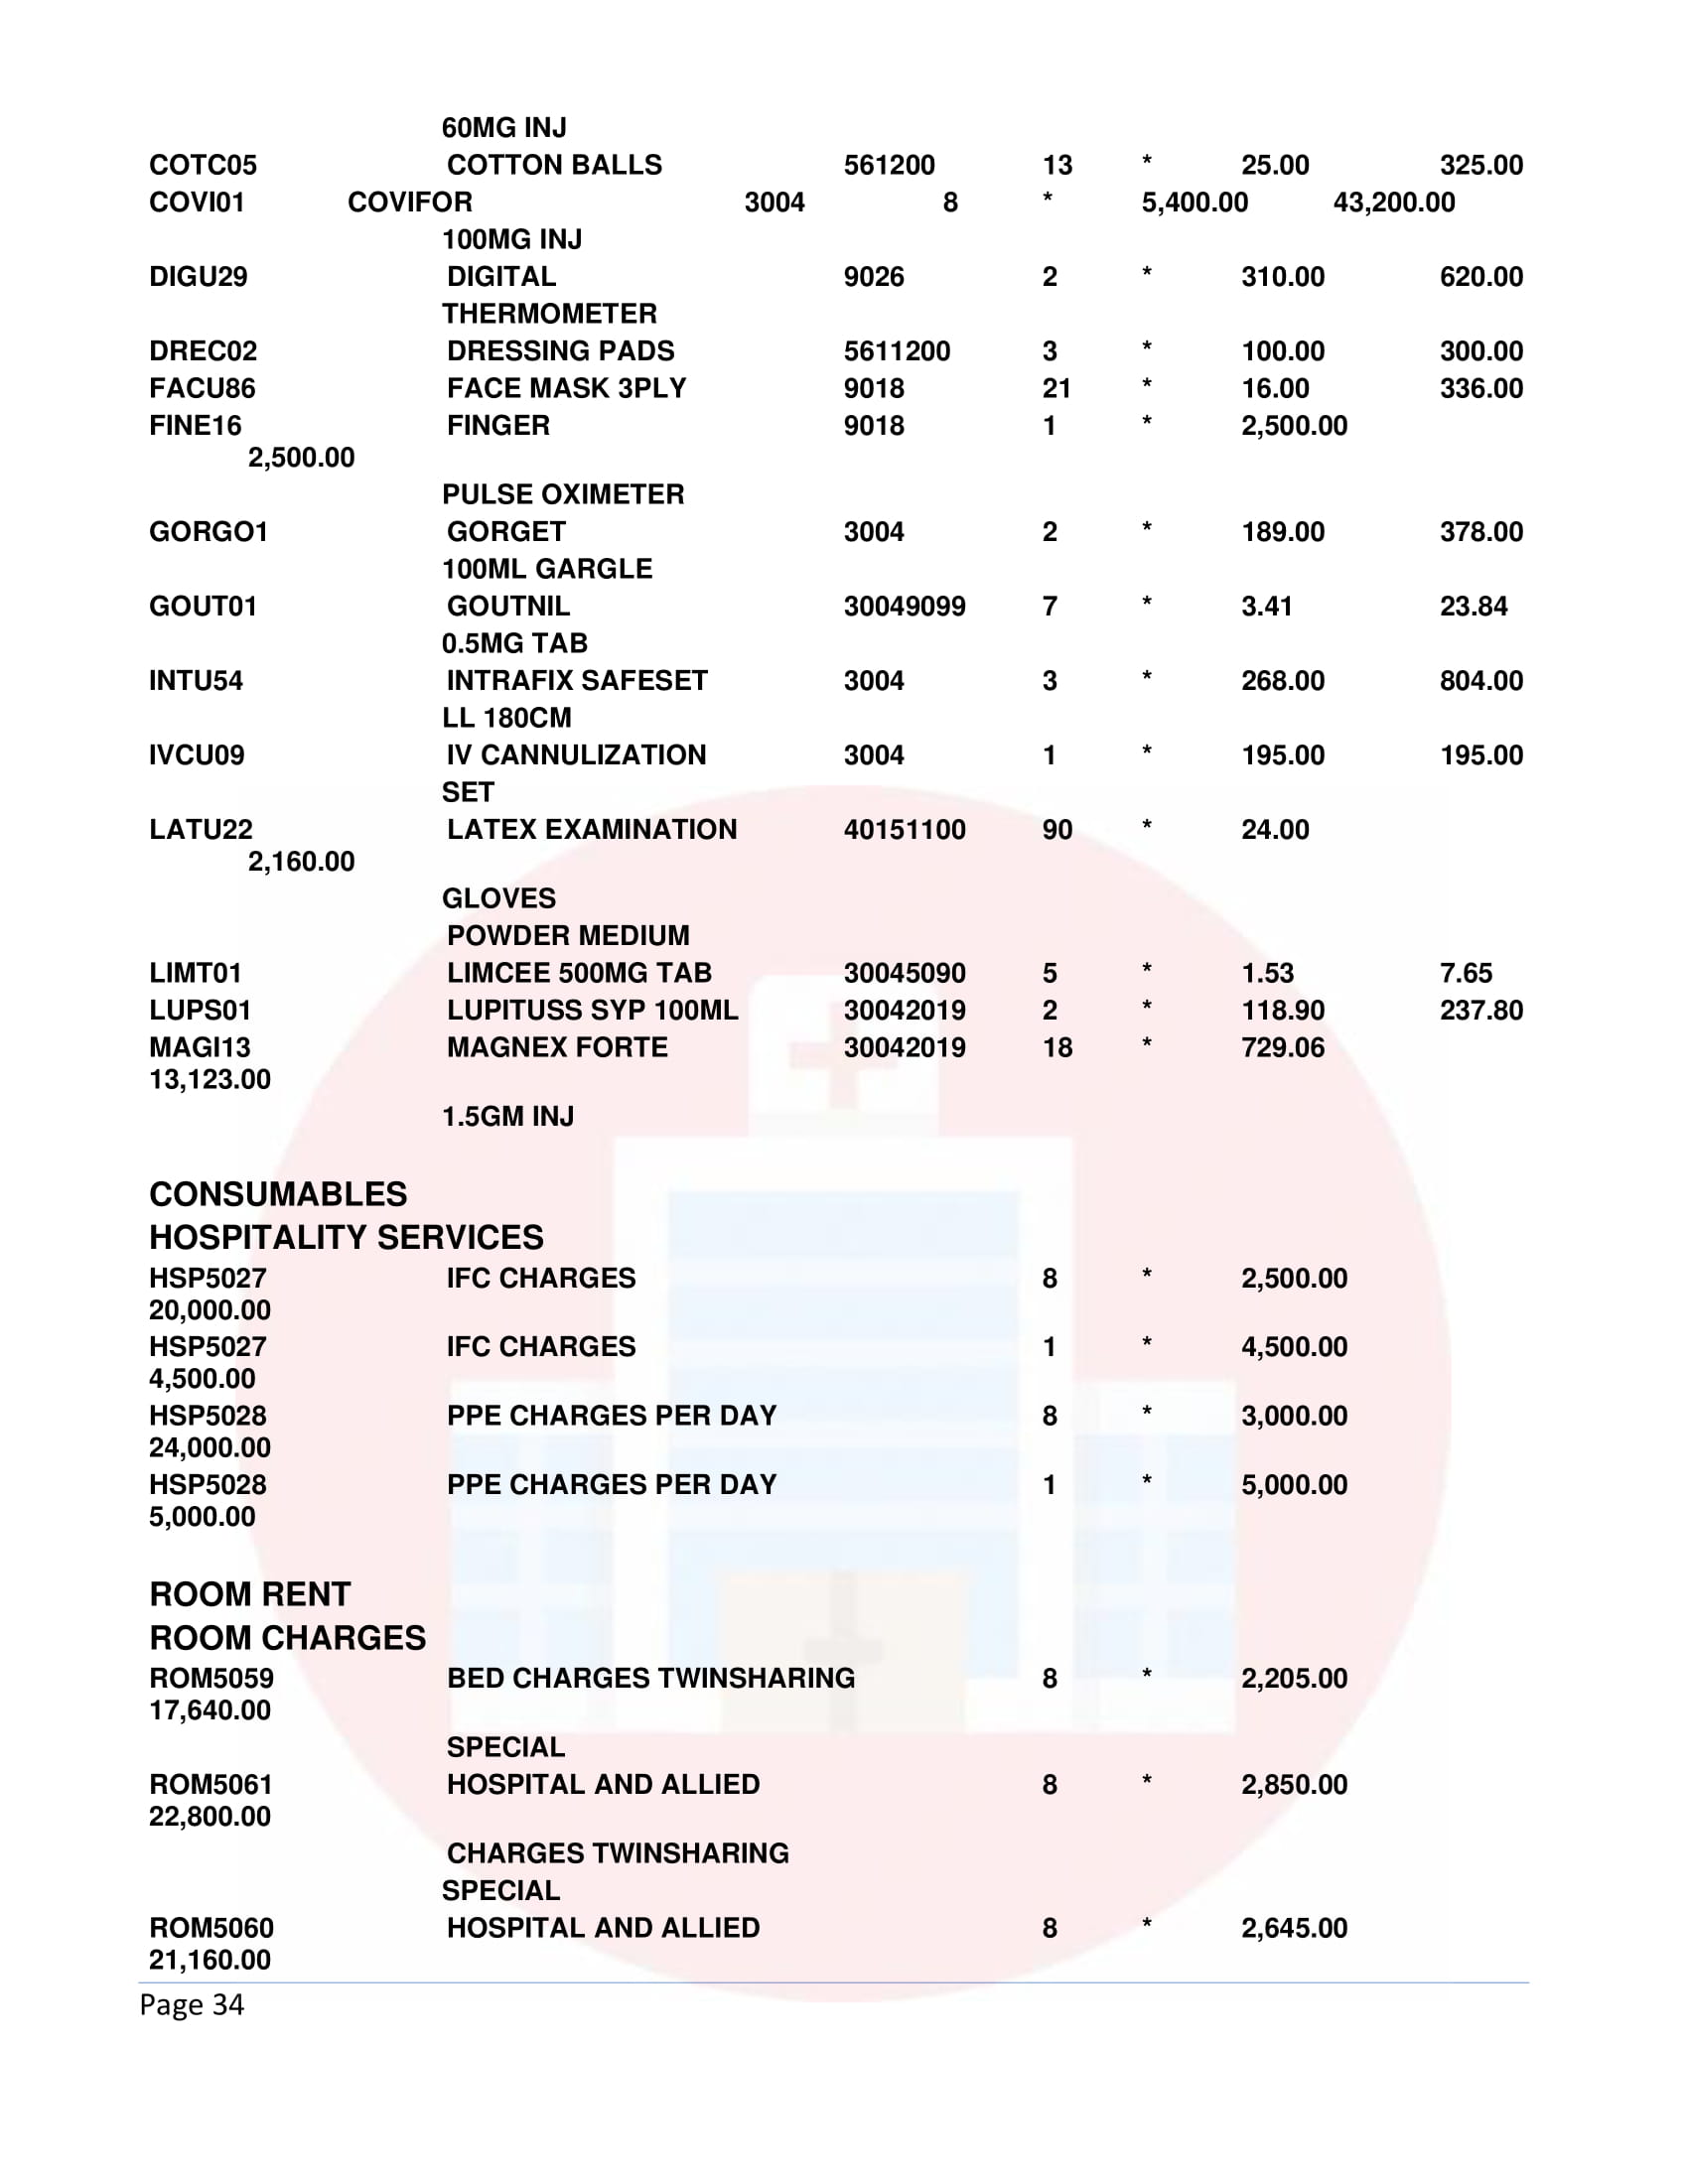 60MG INJ
COTC05 COTTON BALLS 561200 13 * 25.00 325.00
COVI01 COVIFOR 3004 8 * 5,400.00 43,200.00
100MG INJ
DIGU29 DIGITAL 9026 2 * 310.00 620.00
THERMOMETER
DREC02 DRESSING PADS 5611200 3 * 100.00 300.00
FACU86 FACE MASK 3PLY 9018 21 * 16.00 336.00
FINE16 FINGER 9018 1 * 2,500.00
2,500.00
PULSE OXIMETER
GORGO1 GORGET 3004 2 * 189.00 378.00
100ML GARGLE
GOUT01 GOUTNIL 30049099 7 * 3.41 23.84
0.5MG TAB
INTU54 INTRAFIX SAFESET 3004 3 * 268.00 804.00
LL 180CM
IVCU09 IV CANNULIZATION 3004 1 * 195.00 195.00
SET
LATU22 LATEX EXAMINATION 40151100 90 * 24.00
2,160.00
GLOVES
POWDER MEDIUM
LIMT01 LIMCEE 500MG TAB 30045090 5 * 1.53 7.65
LUPS01 LUPITUSS SYP 100ML 30042019 2 * 118.90 237.80
MAGI13 MAGNEX FORTE 30042019 18 * 729.06
13,123.00
1.5GM INJ
CONSUMABLES
HOSPITALITY SERVICES
HSP5027 IFC CHARGES 8 * 2,500.00
20,000.00
HSP5027 IFC CHARGES 1 * 4,500.00
4,500.00
HSP5028 PPE CHARGES PER DAY 8 * 3,000.00
24,000.00
HSP5028 PPE CHARGES PER DAY 1 * 5,000.00
5,000.00
ROOM RENT
ROOM CHARGES
ROM5059 BED CHARGES TWINSHARING 8 * 2,205.00
17,640.00
SPECIAL
ROM5061 HOSPITAL AND ALLIED 8 * 2,850.00
22,800.00
CHARGES TWINSHARING
SPECIAL
ROM5060 HOSPITAL AND ALLIED 8 * 2,645.00
21,160.00
Page 34